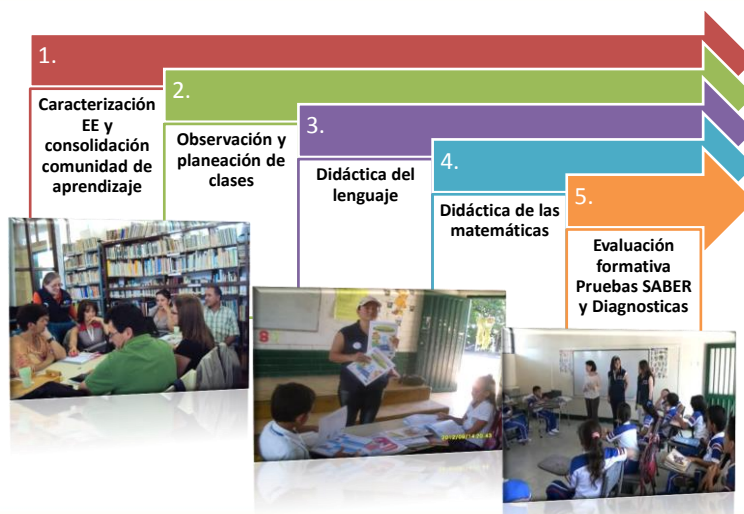 1.
Caracterización
EE y
consolidación
comunidad de
aprendizaje
2.
Observación y
planeación de
clases
3.
Didáctica del
lenguaje
4.
Didáctica de las
matemáticas
5.
Evaluación
formativa
Pruebas SABER
y Diagnosticas